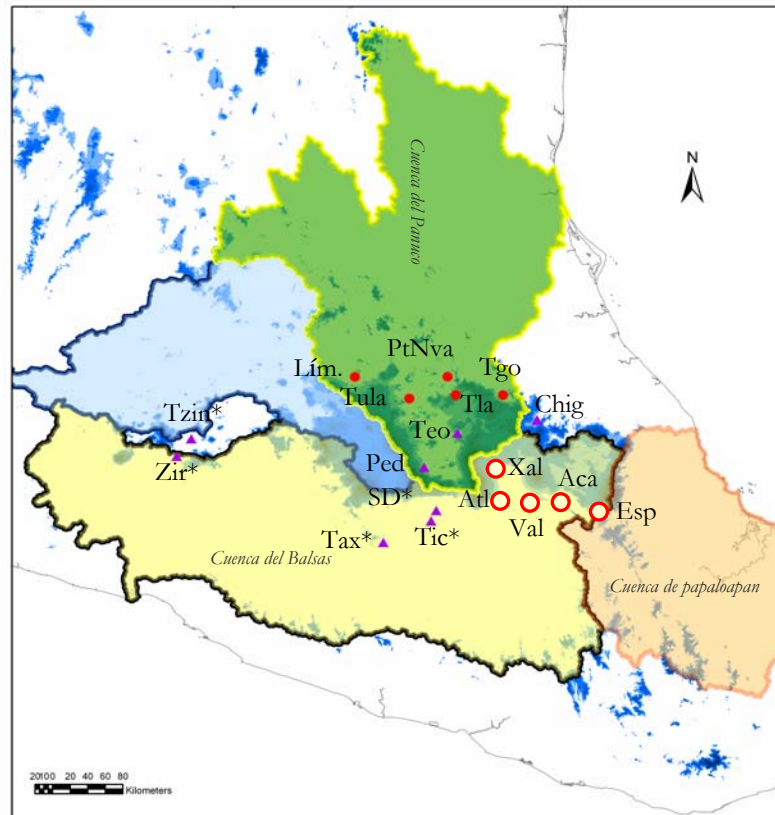 Cuenca del Panuco
N
PtNva
Lím.
Tgo
Tula
Tla
Chig
Tzin*
Teo
Zir*
Ped
Xal
SD*
Atl
Aca
Val
Esp
Tax*
Tic*
Cuenca del Balsas
Cuenca de papaloapan
20100 20 40 60 80
Kilometers